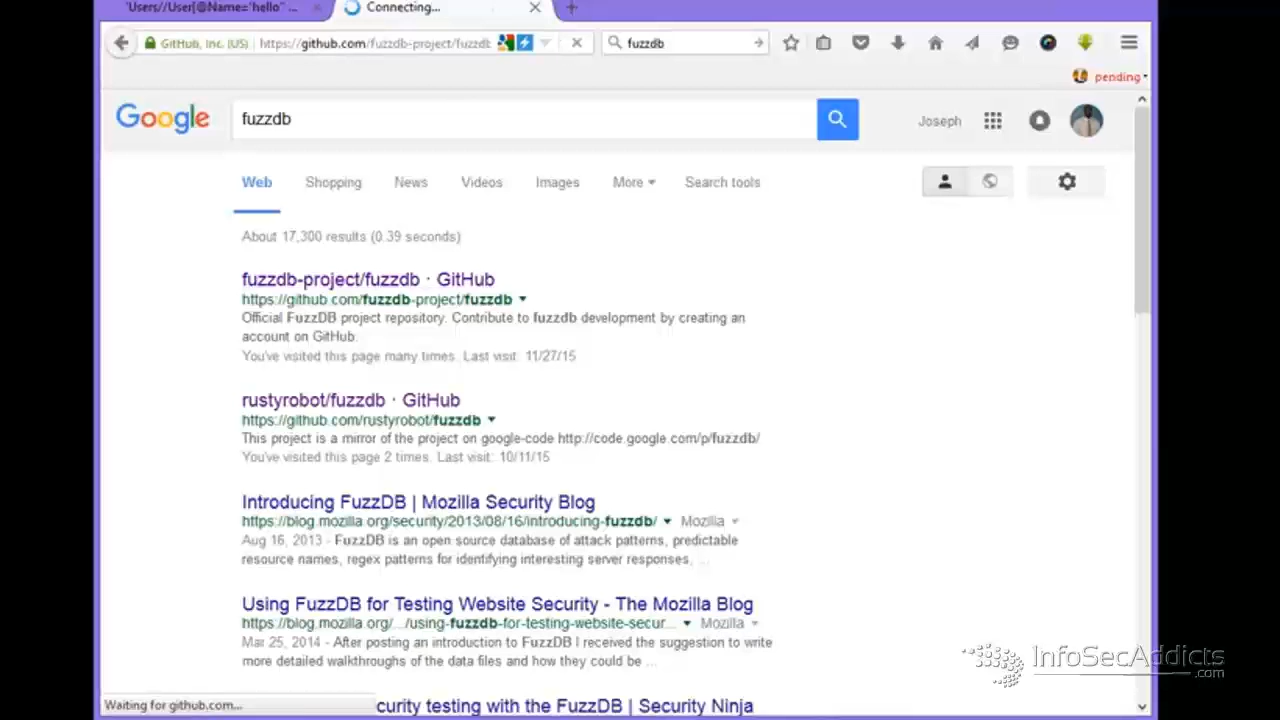 'Users//User[@Name='hello" ...
Connecting...
GitHub, Inc. (US)
https://github.com/fuzzdb-project/fuzzdb
fuzzdb
pending
Google
fuzzdb
Joseph
Web
Shopping
News
Videos
Images
More
Search tools
About 17,300 results (0.39 seconds)
fuzzdb-project/fuzzdb · GitHub
https://github.com/fuzzdb-project/fuzzdb
Official FuzzDB project repository. Contribute to fuzzdb development by creating an
account on GitHub.
You've visited this page many times. Last visit: 11/27/15
rustyrobot/fuzzdb · GitHub
https://github.com/rustyrobot/fuzzdb
This project is a mirror of the project on google-code http://code.google.com/p/fuzzdb/
You've visited this page 2 times. Last visit: 10/11/15
Introducing FuzzDB | Mozilla Security Blog
https://blog.mozilla.org/security/2013/08/16/introducing-fuzzdb/ Mozilla
Aug 16, 2013 - FuzzDB is an open source database of attack patterns, predictable
resource names, regex patterns for identifying interesting server responses, ...
Using FuzzDB for Testing Website Security - The Mozilla Blog
https://blog.mozilla.org/.../using-fuzzdb-for-testing-website-secur... Mozilla
Mar 25, 2014 - After posting an introduction to FuzzDB I received the suggestion to write
more detailed walkthroughs of the data files and how they could be ...
Waiting for github.com...
curity testing with the FuzzDB | Security Ninja
InfoSecAddicts
.com